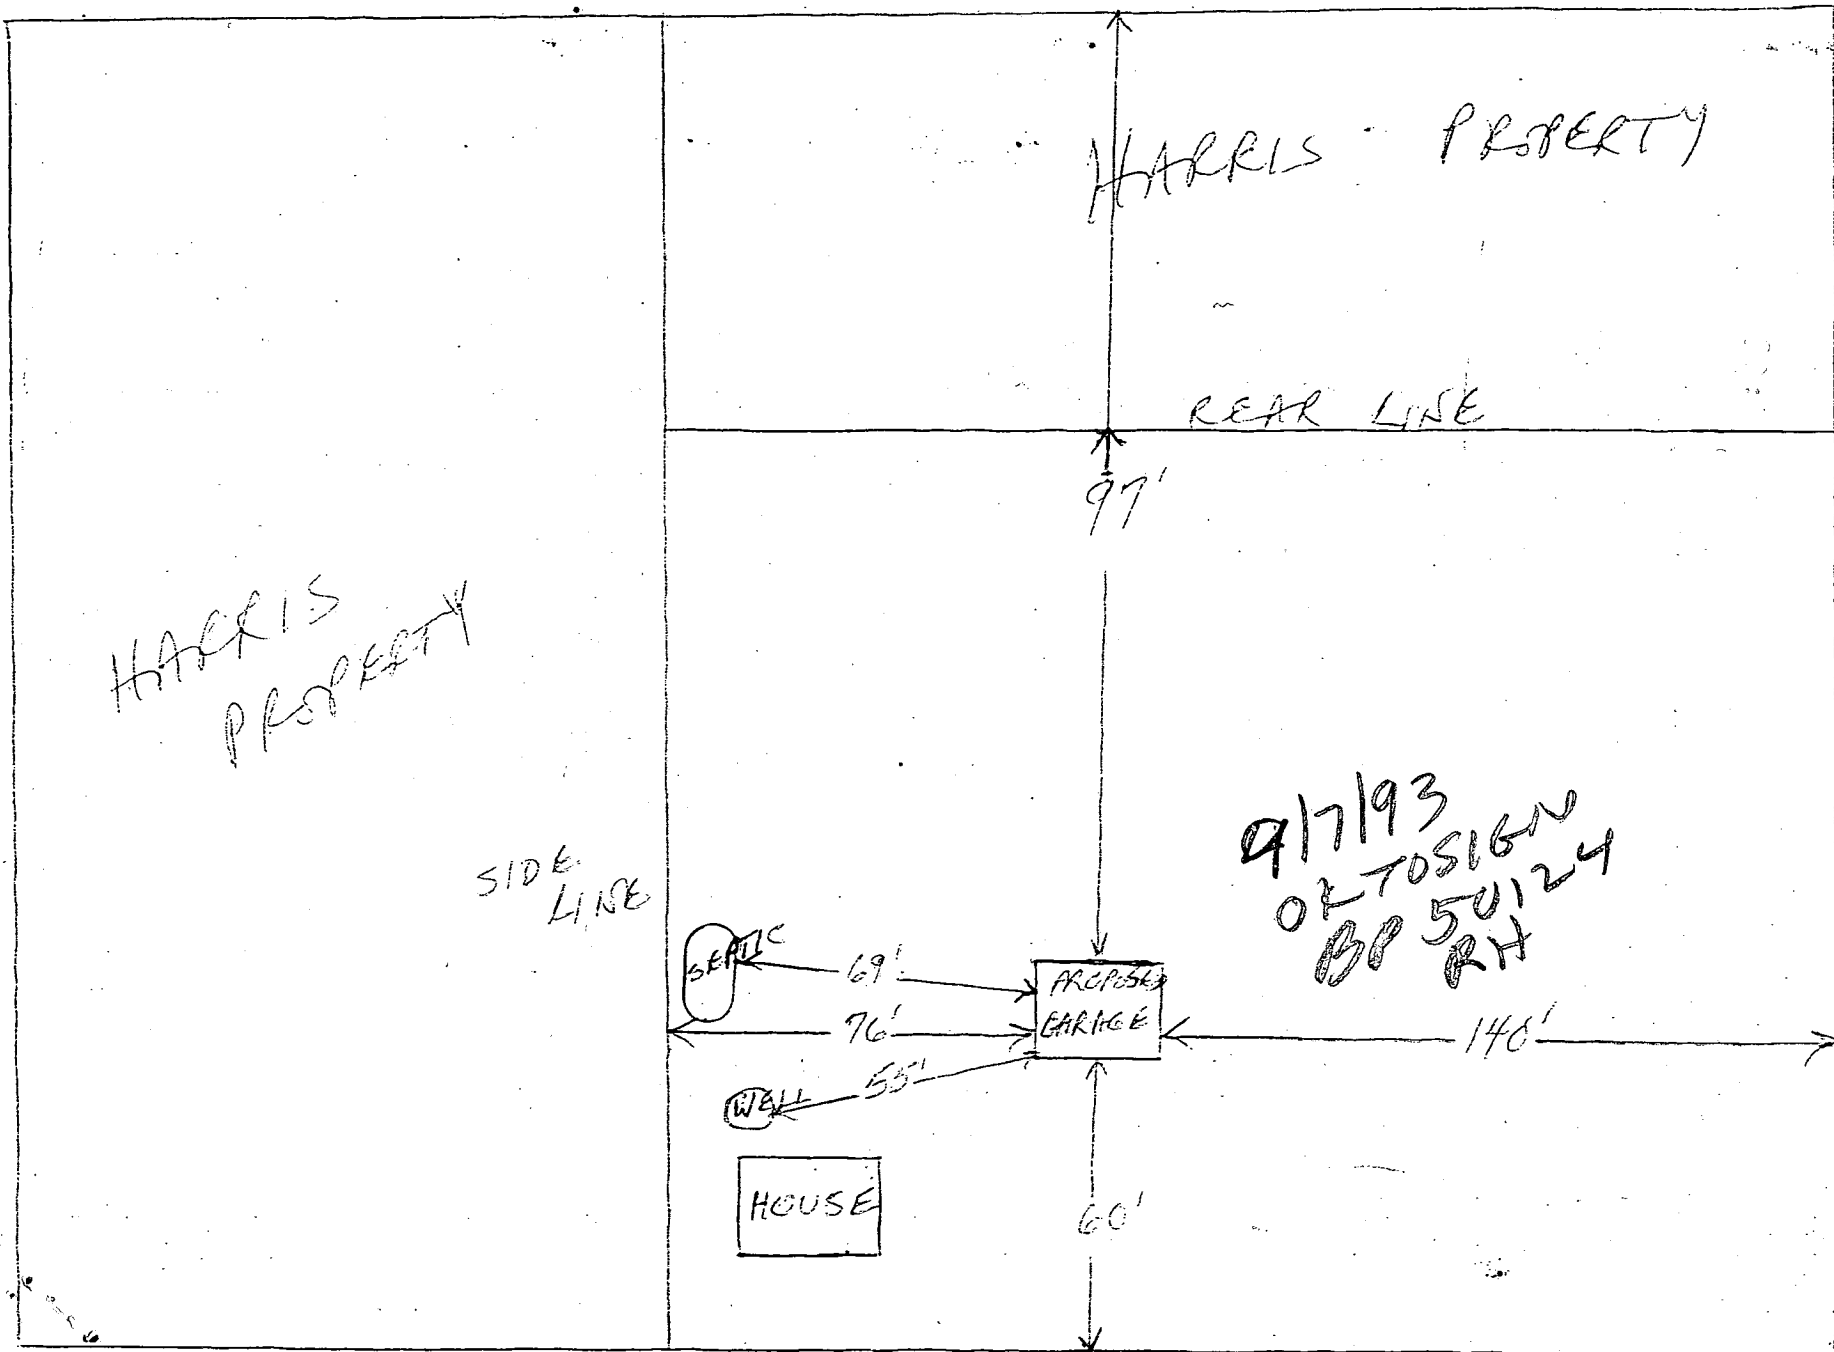 HARRIS PROPERTY
REAR LINE
97'
HARRIS
PROPERTY
9/7/93
OK TO SIGN
BP 50124
RH
SIDE
LINE
SEPTIC
69'
PROPOSED
GARAGE
76'
140'
55'
WELL
HOUSE
60'